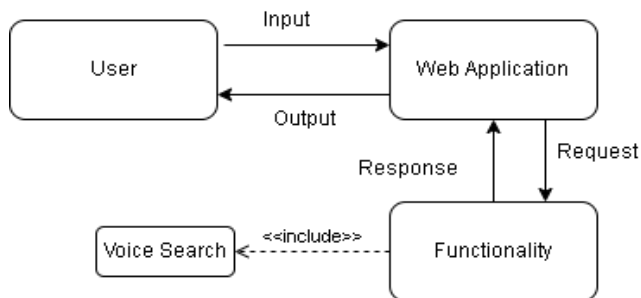 Input
User
Web Application
Output
Response
Request
<<include>>
Voice Search
Functionality